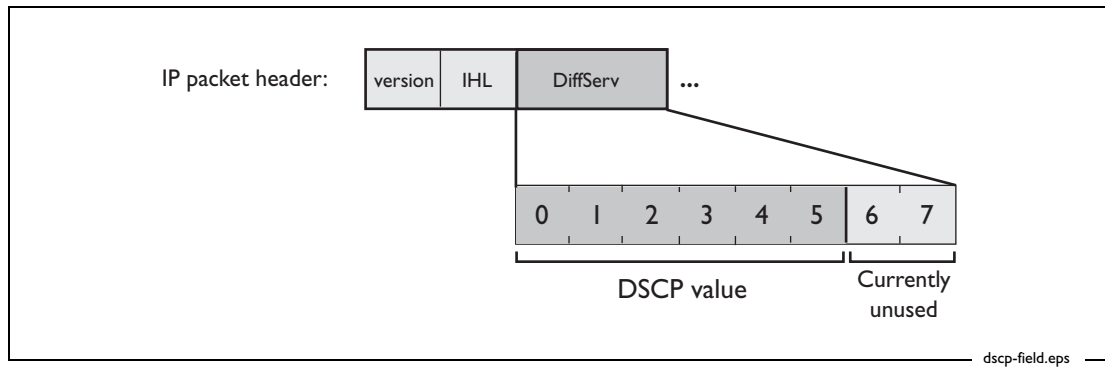 IP packet header:
version IHL DiffServ ...
0 1 2 3 4 5 6 7
DSCP value
Currently
unused
dscp-field.eps